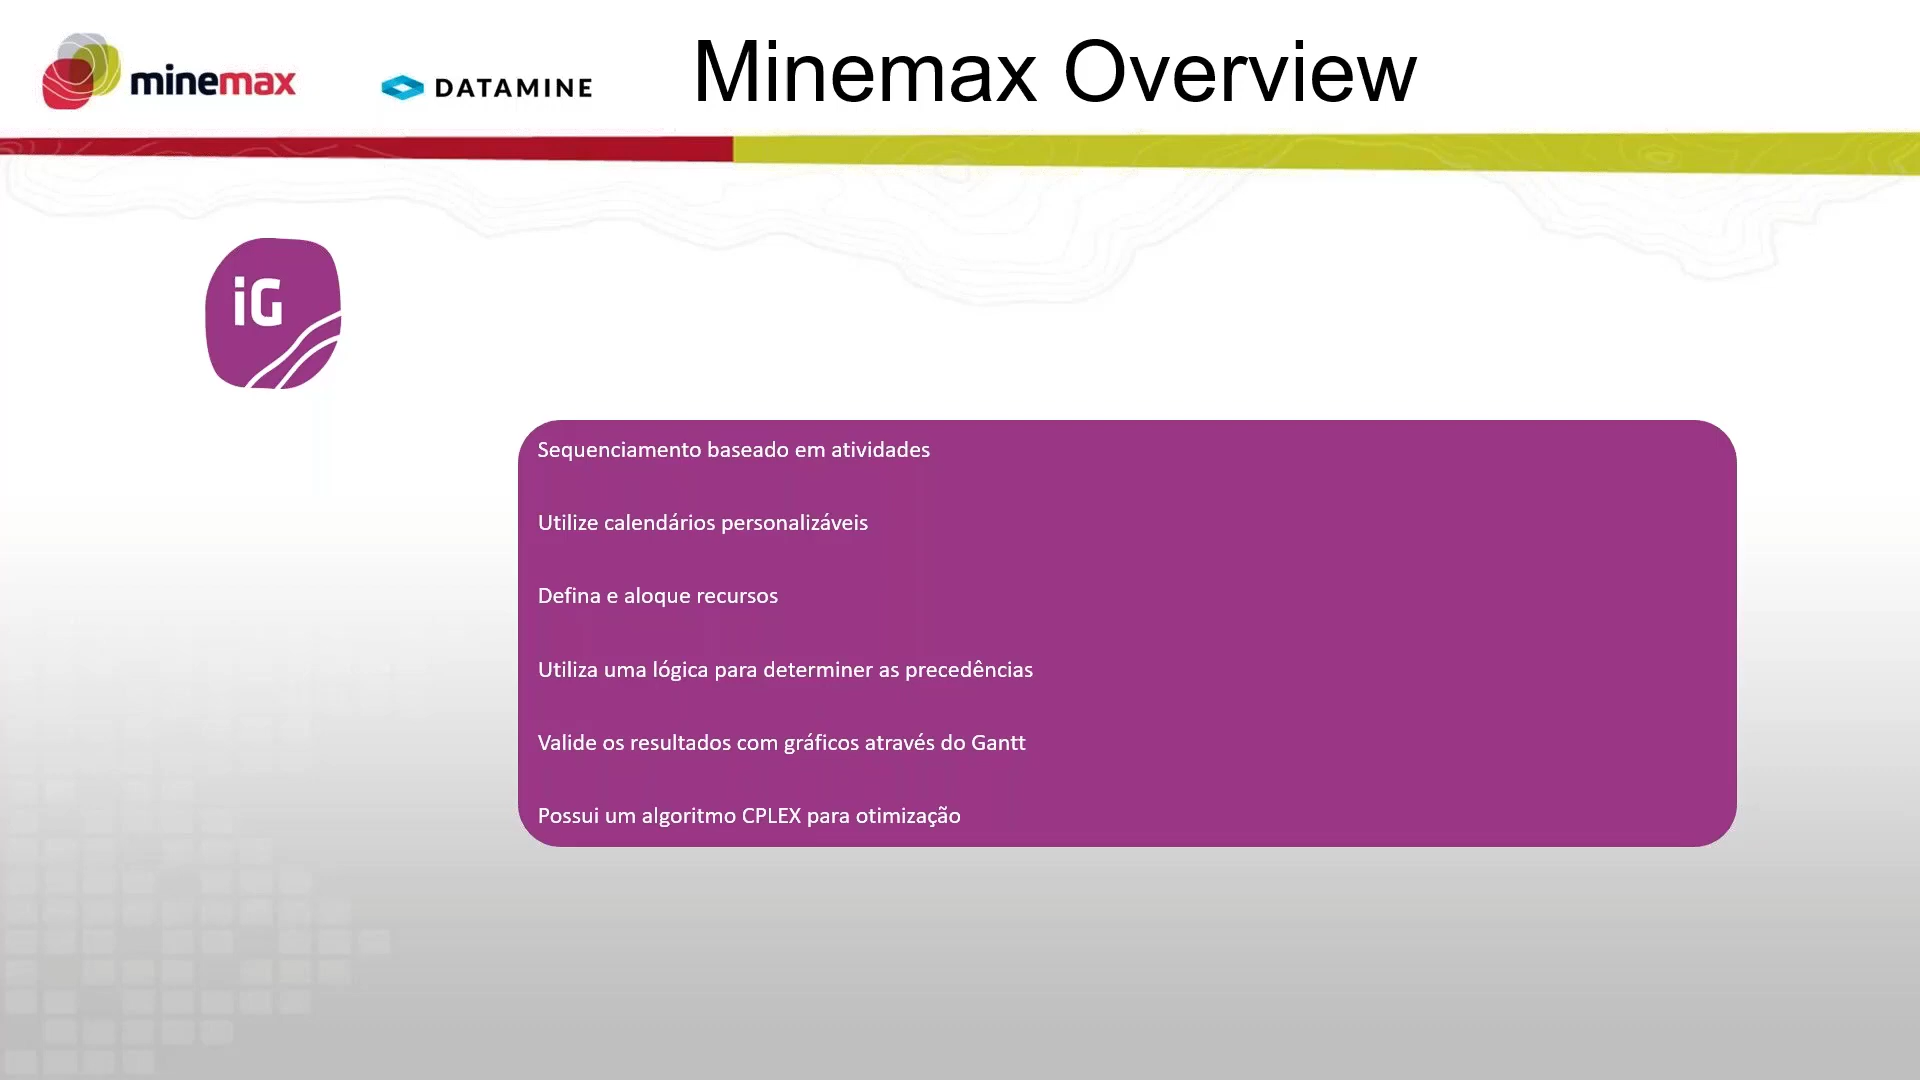 minemax
DATAMINE
Minemax Overview
iG
Sequenciamento baseado em atividades
Utilize calendários personalizáveis
Defina e aloque recursos
Utiliza uma lógica para determiner as precedências
Valide os resultados com gráficos através do Gantt
Possui um algoritmo CPLEX para otimização